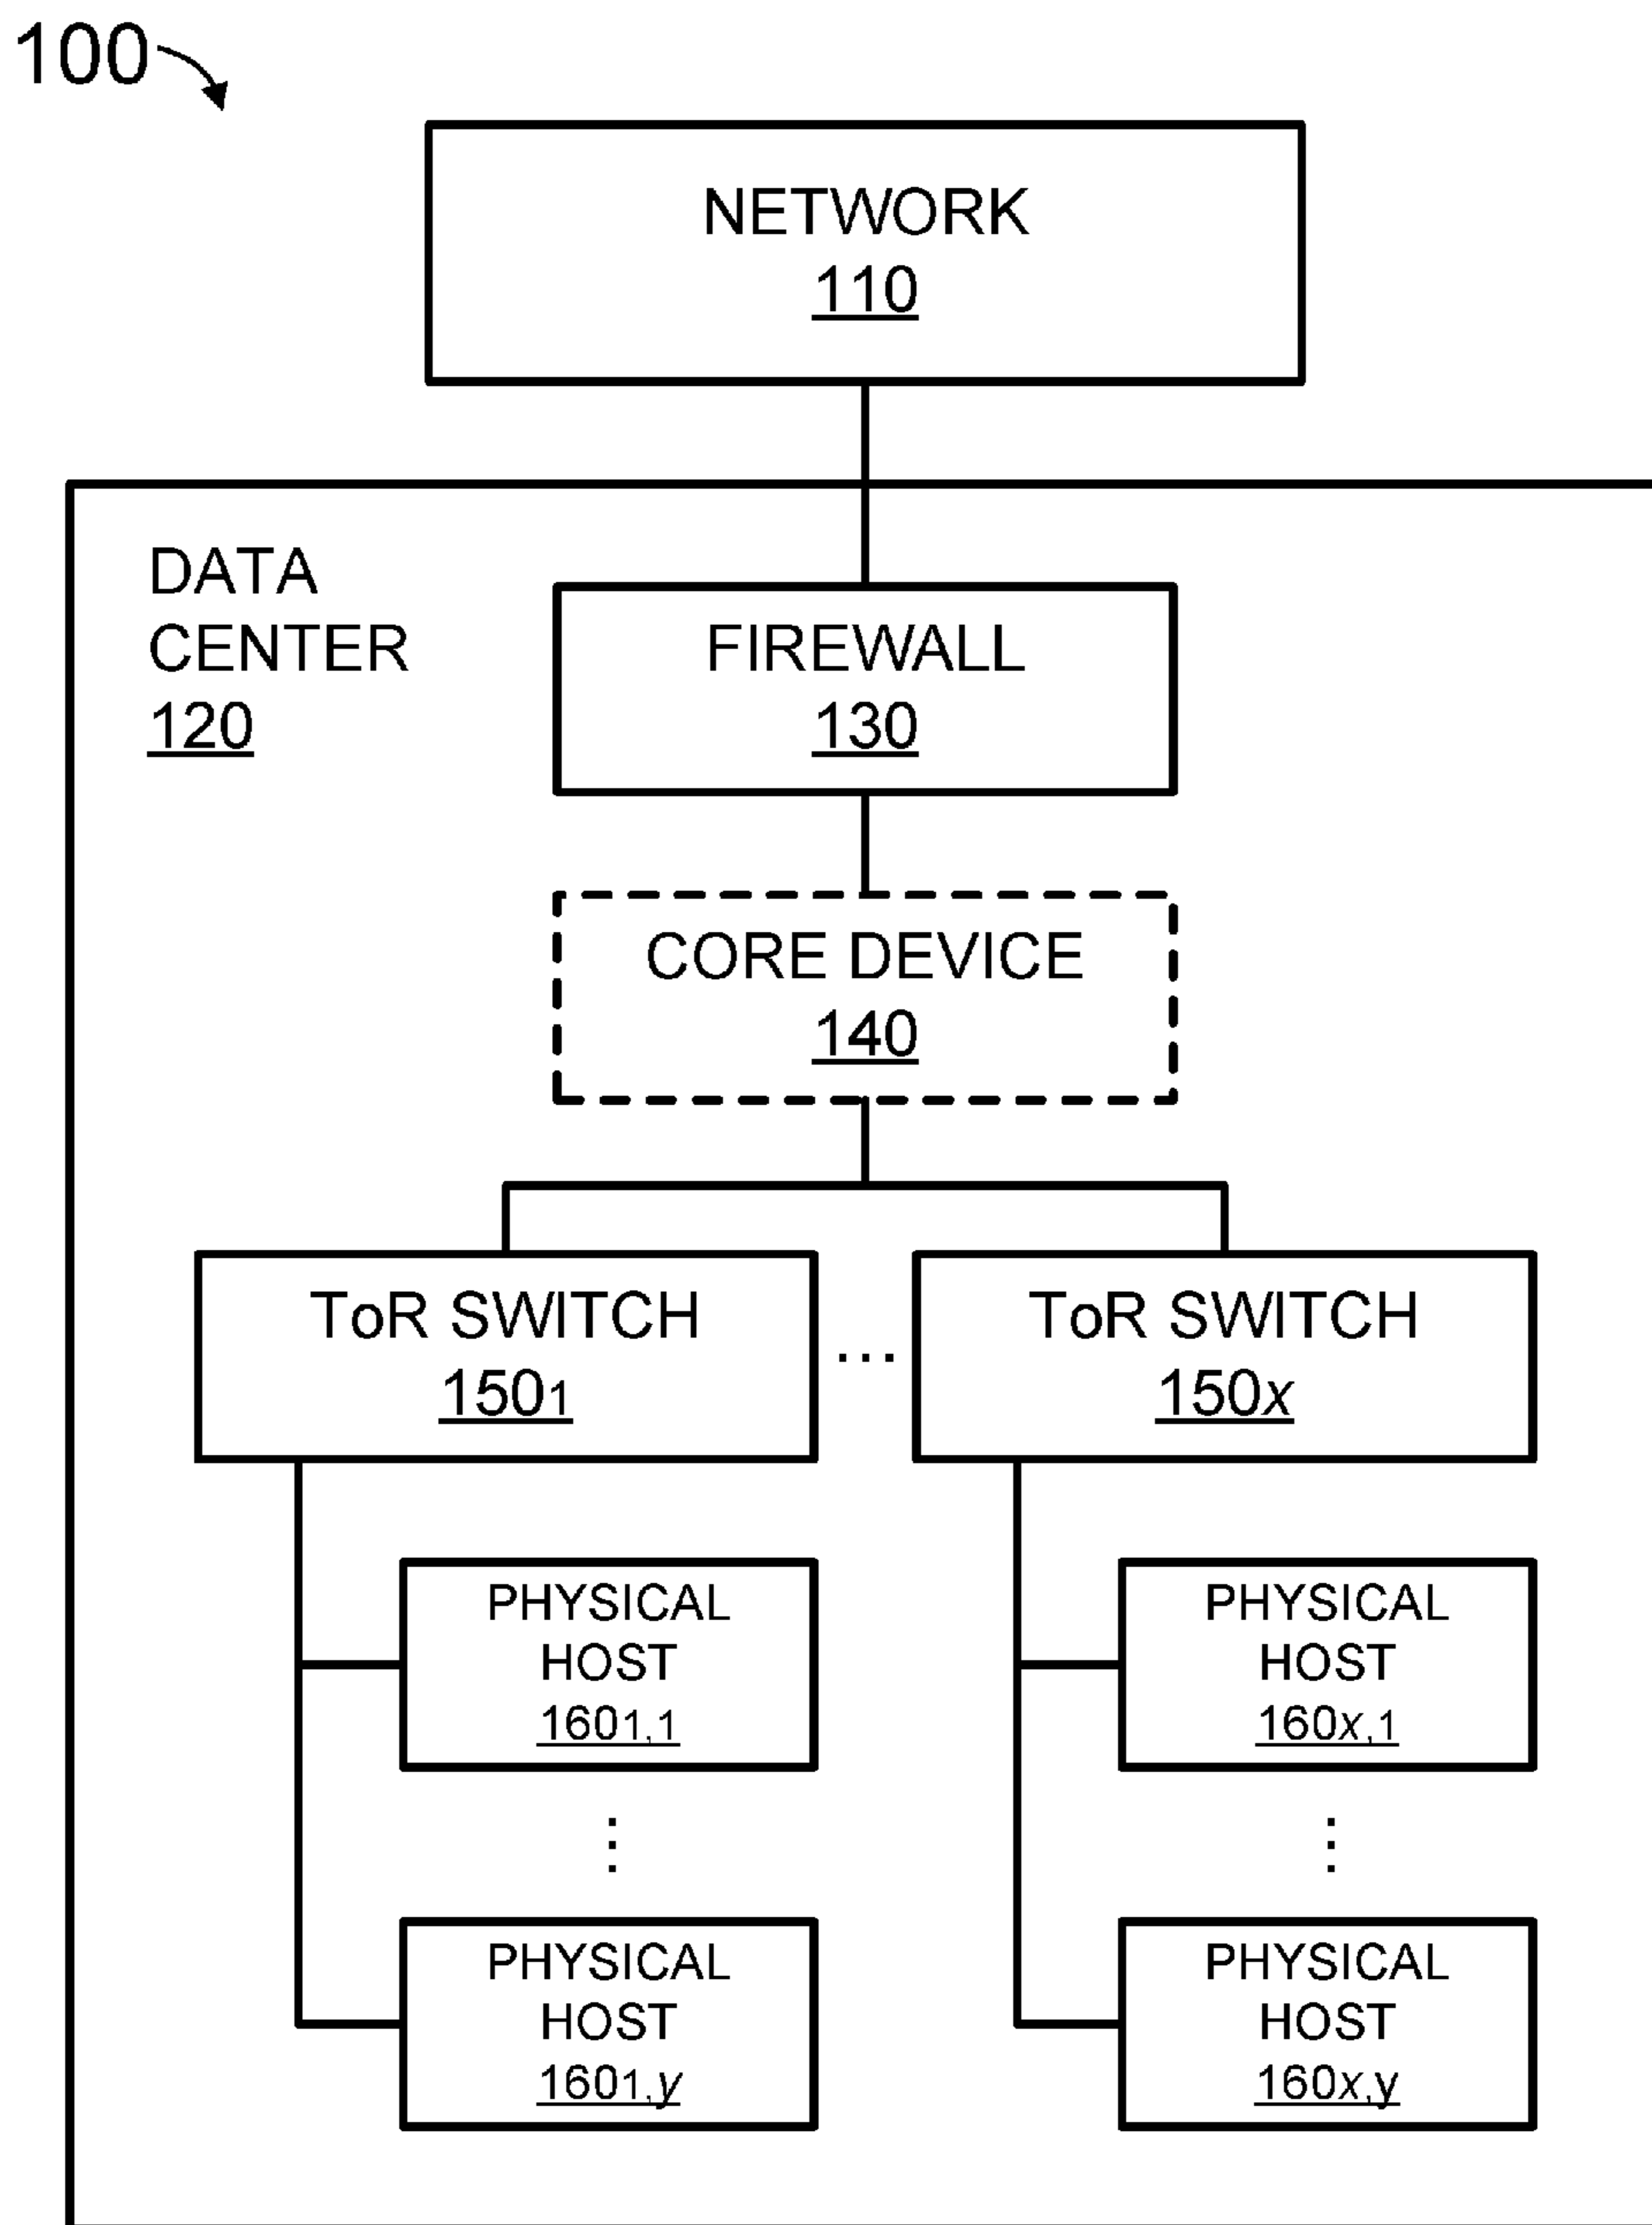 100
NETWORK
110
DATA
CENTER
120
FIREWALL
130
CORE DEVICE
140
ToR SWITCH
1501
...
ToR SWITCH
150x
PHYSICAL
HOST
1601,1
PHYSICAL
HOST
160x,1
PHYSICAL
HOST
1601,y
PHYSICAL
HOST
160x,y